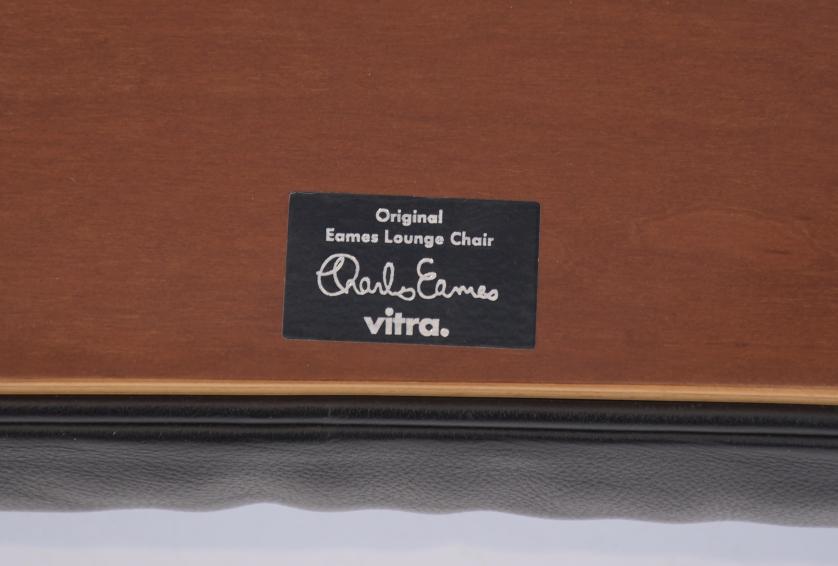 Original
Eames Lounge Chair
Charles Eames
vitra.